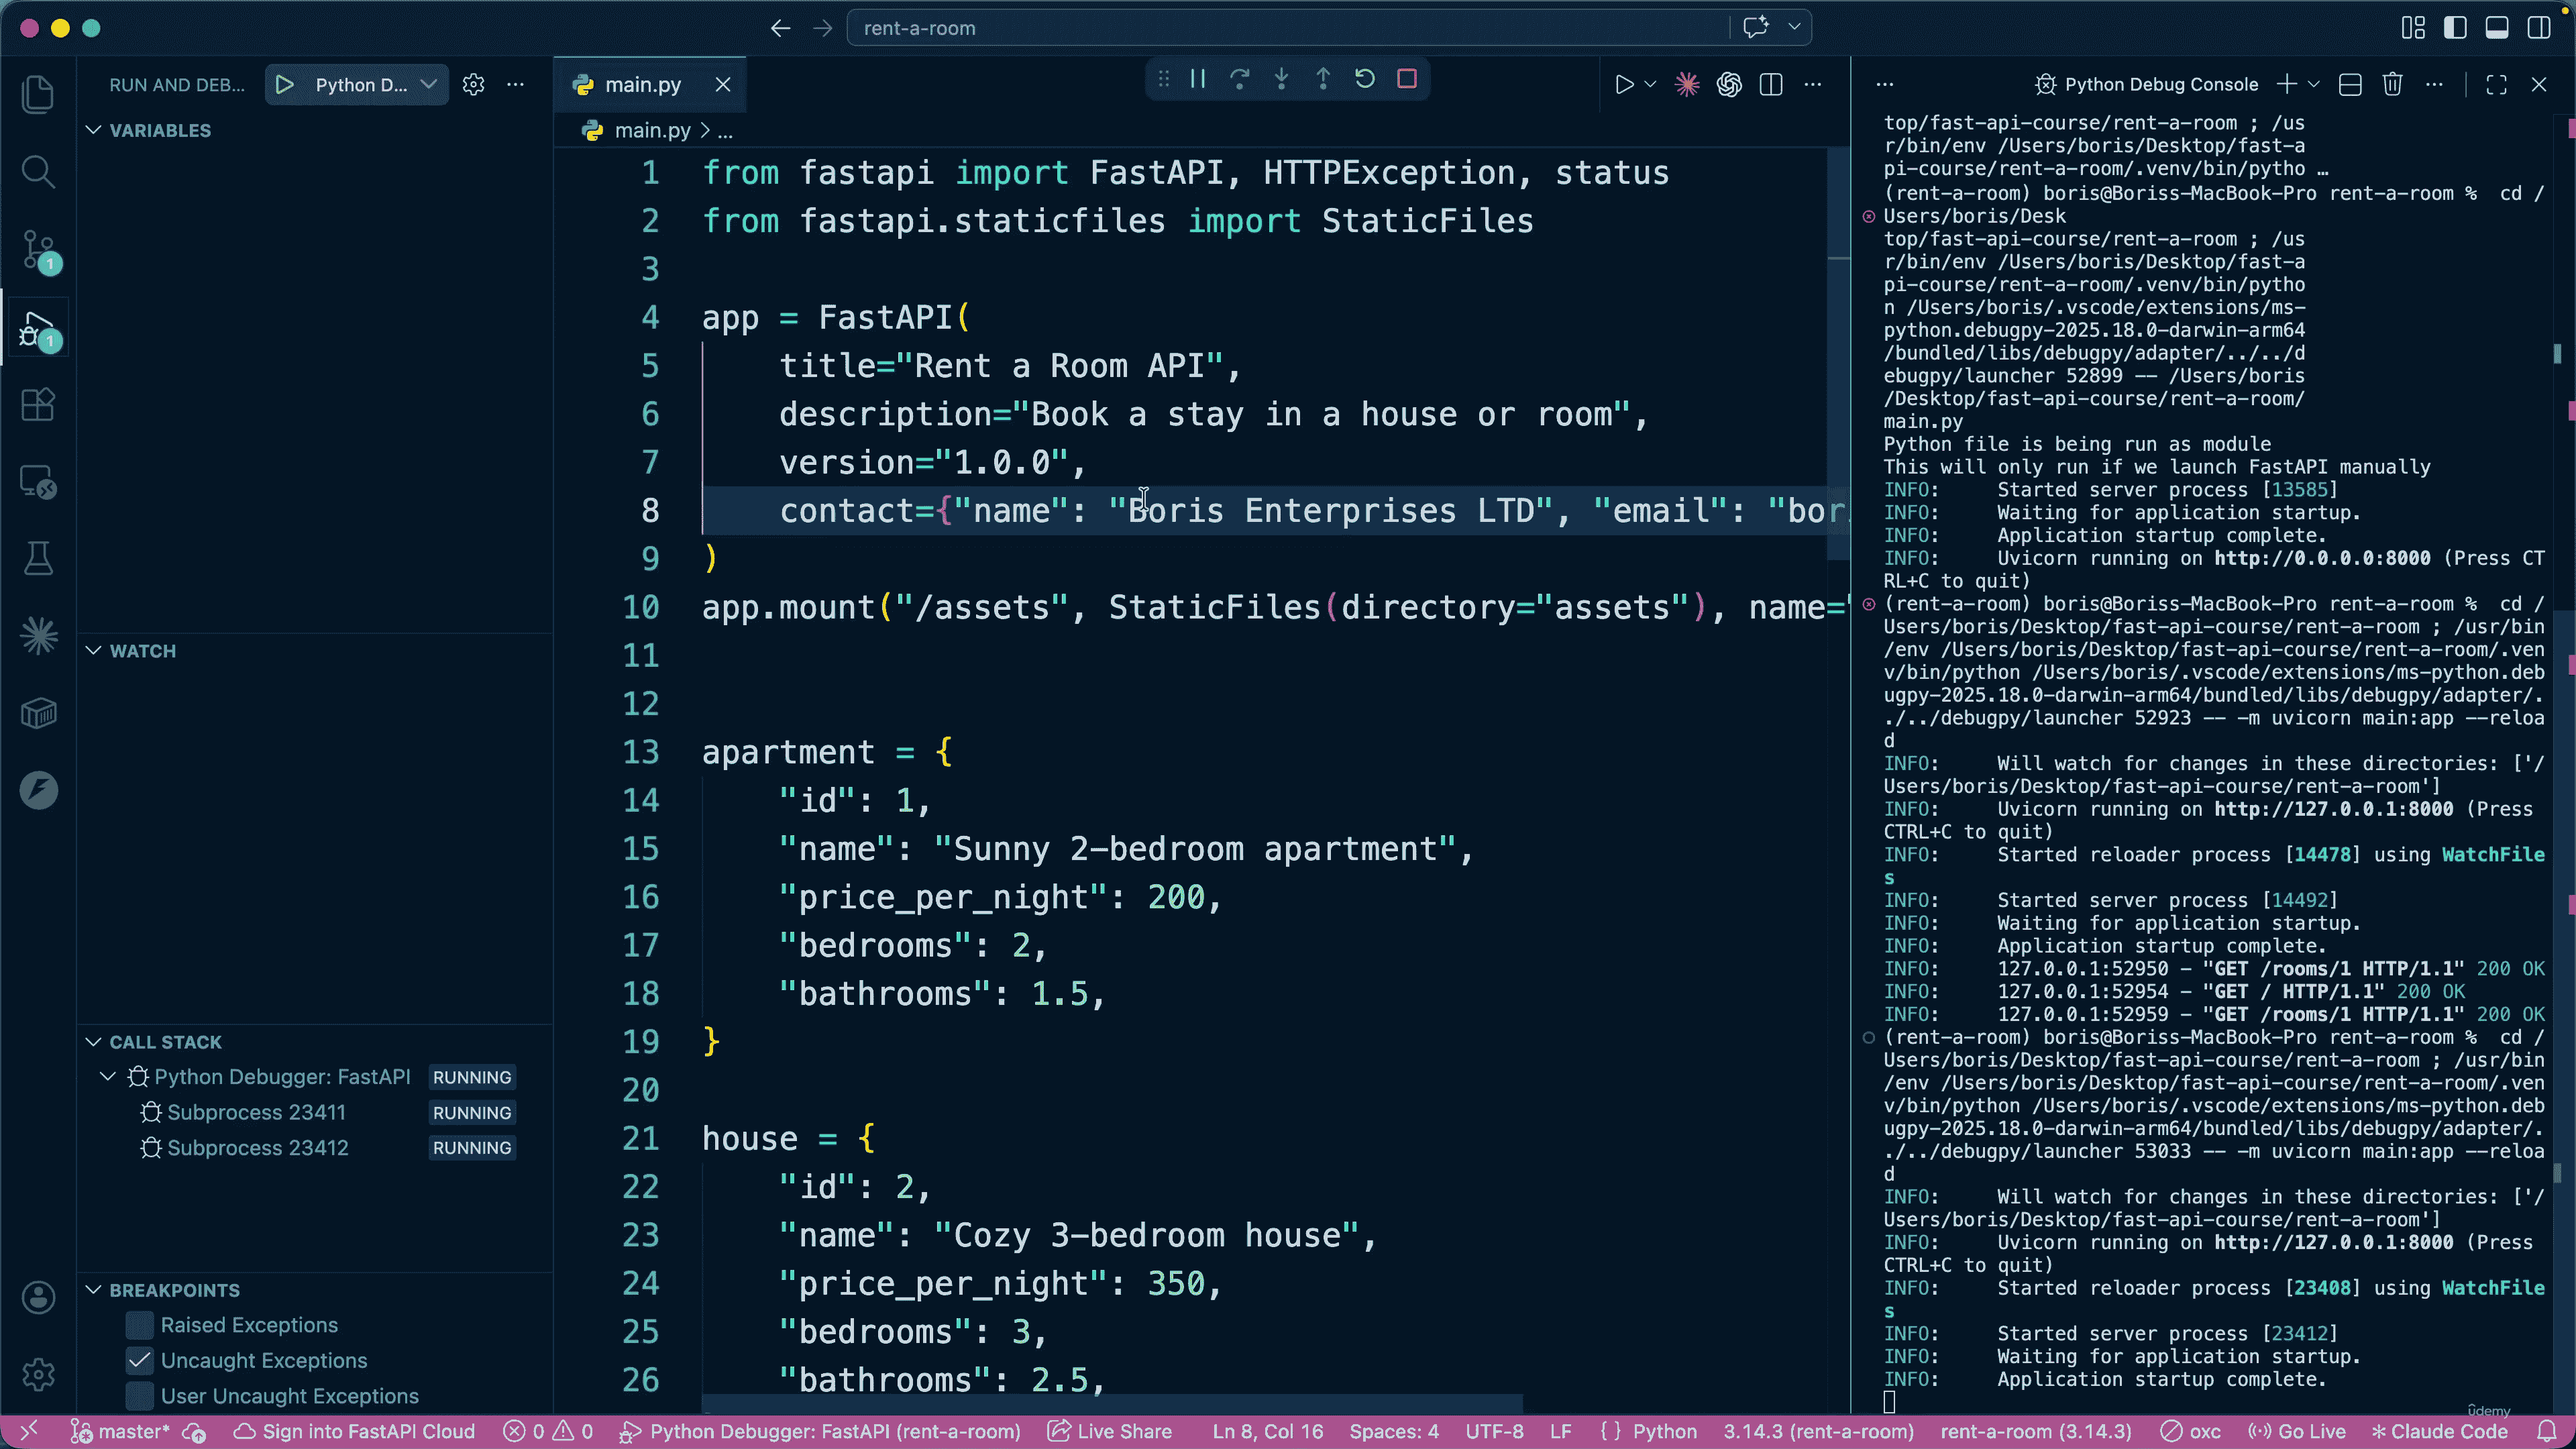 rent-a-room
RUN AND DEB...
Python D...
VARIABLES
WATCH
CALL STACK
Python Debugger: FastAPI RUNNING
Subprocess 23411 RUNNING
Subprocess 23412 RUNNING
BREAKPOINTS
Raised Exceptions
Uncaught Exceptions
User Uncaught Exceptions
main.py
main.py > ...
1 from fastapi import FastAPI, HTTPException, status
2 from fastapi.staticfiles import StaticFiles
3
4 app = FastAPI(
5 title="Rent a Room API",
6 description="Book a stay in a house or room",
7 version="1.0.0",
8 contact={"name": "Boris Enterprises LTD", "email": "bor
9 )
10 app.mount("/assets", StaticFiles(directory="assets"), name="
11
12
13 apartment = {
14 "id": 1,
15 "name": "Sunny 2-bedroom apartment",
16 "price_per_night": 200,
17 "bedrooms": 2,
18 "bathrooms": 1.5,
19 }
20
21 house = {
22 "id": 2,
23 "name": "Cozy 3-bedroom house",
24 "price_per_night": 350,
25 "bedrooms": 3,
26 "bathrooms": 2.5,
Python Debug Console
top/fast-api-course/rent-a-room ; /us
r/bin/env /Users/boris/Desktop/fast-a
pi-course/rent-a-room/.venv/bin/pytho …
(rent-a-room) boris@Boriss-MacBook-Pro rent-a-room % cd /
Users/boris/Desk
top/fast-api-course/rent-a-room ; /us
r/bin/env /Users/boris/Desktop/fast-a
pi-course/rent-a-room/.venv/bin/pytho
n /Users/boris/.vscode/extensions/ms-
python.debugpy-2025.18.0-darwin-arm64
/bundled/libs/debugpy/adapter/../../d
ebugpy/launcher 52899 -- /Users/boris
/Desktop/fast-api-course/rent-a-room/
main.py
Python file is being run as module
This will only run if we launch FastAPI manually
INFO: Started server process [13585]
INFO: Waiting for application startup.
INFO: Application startup complete.
INFO: Uvicorn running on http://0.0.0.0:8000 (Press CT
RL+C to quit)
(rent-a-room) boris@Boriss-MacBook-Pro rent-a-room % cd /
Users/boris/Desktop/fast-api-course/rent-a-room ; /usr/bin
/env /Users/boris/Desktop/fast-api-course/rent-a-room/.ven
v/bin/python /Users/boris/.vscode/extensions/ms-python.deb
ugpy-2025.18.0-darwin-arm64/bundled/libs/debugpy/adapter/.
./../debugpy/launcher 52923 -- -m uvicorn main:app --reloa
d
INFO: Will watch for changes in these directories: ['/
Users/boris/Desktop/fast-api-course/rent-a-room']
INFO: Uvicorn running on http://127.0.0.1:8000 (Press
CTRL+C to quit)
INFO: Started reloader process [14478] using WatchFile
s
INFO: Started server process [14492]
INFO: Waiting for application startup.
INFO: Application startup complete.
INFO: 127.0.0.1:52950 - "GET /rooms/1 HTTP/1.1" 200 OK
INFO: 127.0.0.1:52954 - "GET / HTTP/1.1" 200 OK
INFO: 127.0.0.1:52959 - "GET /rooms/1 HTTP/1.1" 200 OK
(rent-a-room) boris@Boriss-MacBook-Pro rent-a-room % cd /
Users/boris/Desktop/fast-api-course/rent-a-room ; /usr/bin
/env /Users/boris/Desktop/fast-api-course/rent-a-room/.ven
v/bin/python /Users/boris/.vscode/extensions/ms-python.deb
ugpy-2025.18.0-darwin-arm64/bundled/libs/debugpy/adapter/.
./../debugpy/launcher 53033 -- -m uvicorn main:app --reloa
d
INFO: Will watch for changes in these directories: ['/
Users/boris/Desktop/fast-api-course/rent-a-room']
INFO: Uvicorn running on http://127.0.0.1:8000 (Press
CTRL+C to quit)
INFO: Started reloader process [23408] using WatchFile
s
INFO: Started server process [23412]
INFO: Waiting for application startup.
INFO: Application startup complete.
ûdemy
master* Sign into FastAPI Cloud 0 0 Python Debugger: FastAPI (rent-a-room) Live Share Ln 8, Col 16 Spaces: 4 UTF-8 LF { } Python 3.14.3 (rent-a-room) rent-a-room (3.14.3) oxc Go Live Claude Code